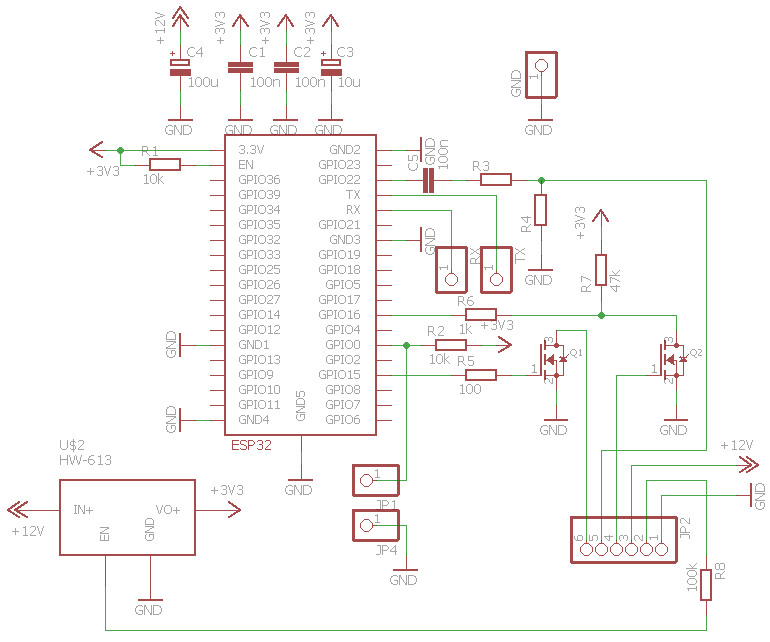 +12V
C4
+
100u
GND
+3V3
C1
100n
GND
+3V3
C2
100n
GND
+3V3
C3
+
10u
GND
GND
1
GND
+3V3
R1
10k
3.3V
EN
GPIO36
GPIO39
GPIO34
GPIO35
GPIO32
GPIO33
GPIO25
GPIO26
GPIO27
GPIO14
GPIO12
GND1
GPIO13
GPIO9
GPIO10
GPIO11
GND4
GND5
GND2
GPIO23
GPIO22
TX
RX
GPIO21
GND3
GPIO19
GPIO18
GPIO5
GPIO17
GPIO16
GPIO4
GPIO0
GPIO2
GPIO15
GPIO8
GPIO7
GPIO6
ESP32
GND
GND
GND
GND
C5
100n
R3
R4
GND
GND
RX
1
TX
1
+3V3
R7
47k
R6
1k
+3V3
R2
10k
R5
100
Q1
3
1
2
GND
Q2
3
1
2
GND
+12V
GND
JP1
1
JP4
1
GND
JP2
6
5
4
3
2
1
100k
R8
U$2
HW-613
IN+
VO+
EN
GND
+12V
+3V3
GND